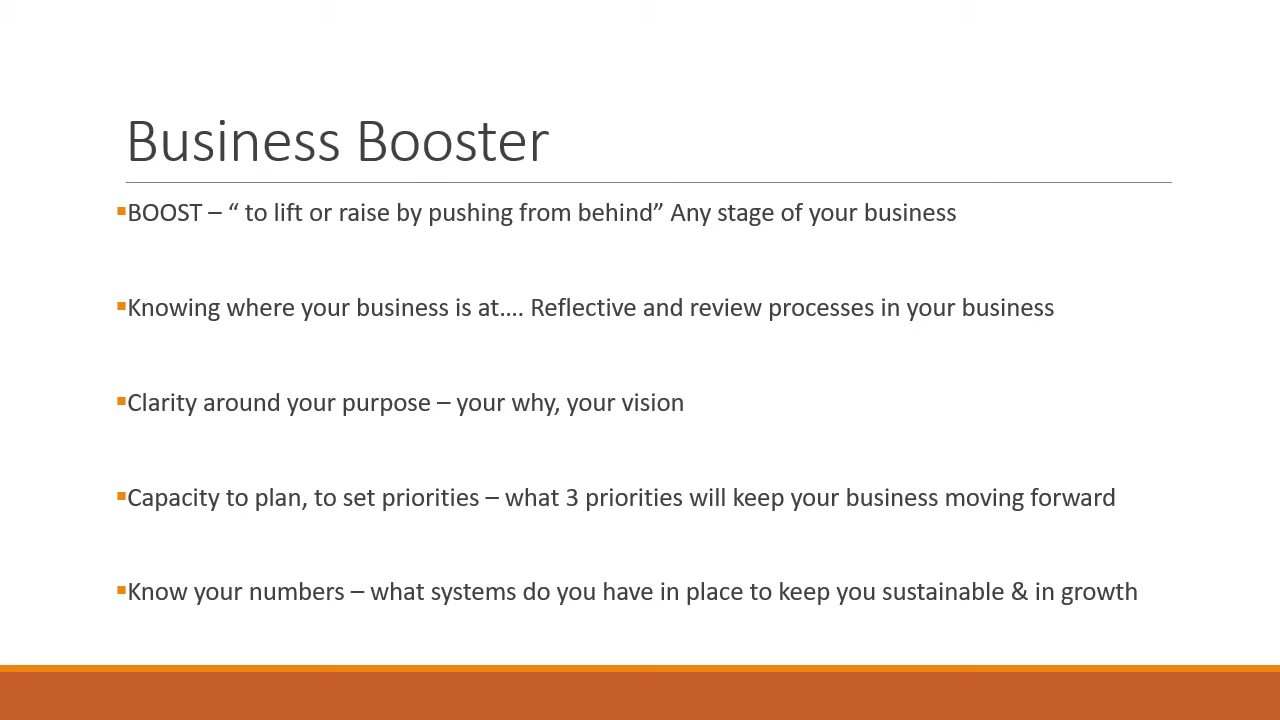 Business Booster
▪BOOST – “ to lift or raise by pushing from behind” Any stage of your business
▪Knowing where your business is at…. Reflective and review processes in your business
▪Clarity around your purpose – your why, your vision
▪Capacity to plan, to set priorities – what 3 priorities will keep your business moving forward
▪Know your numbers – what systems do you have in place to keep you sustainable & in growth